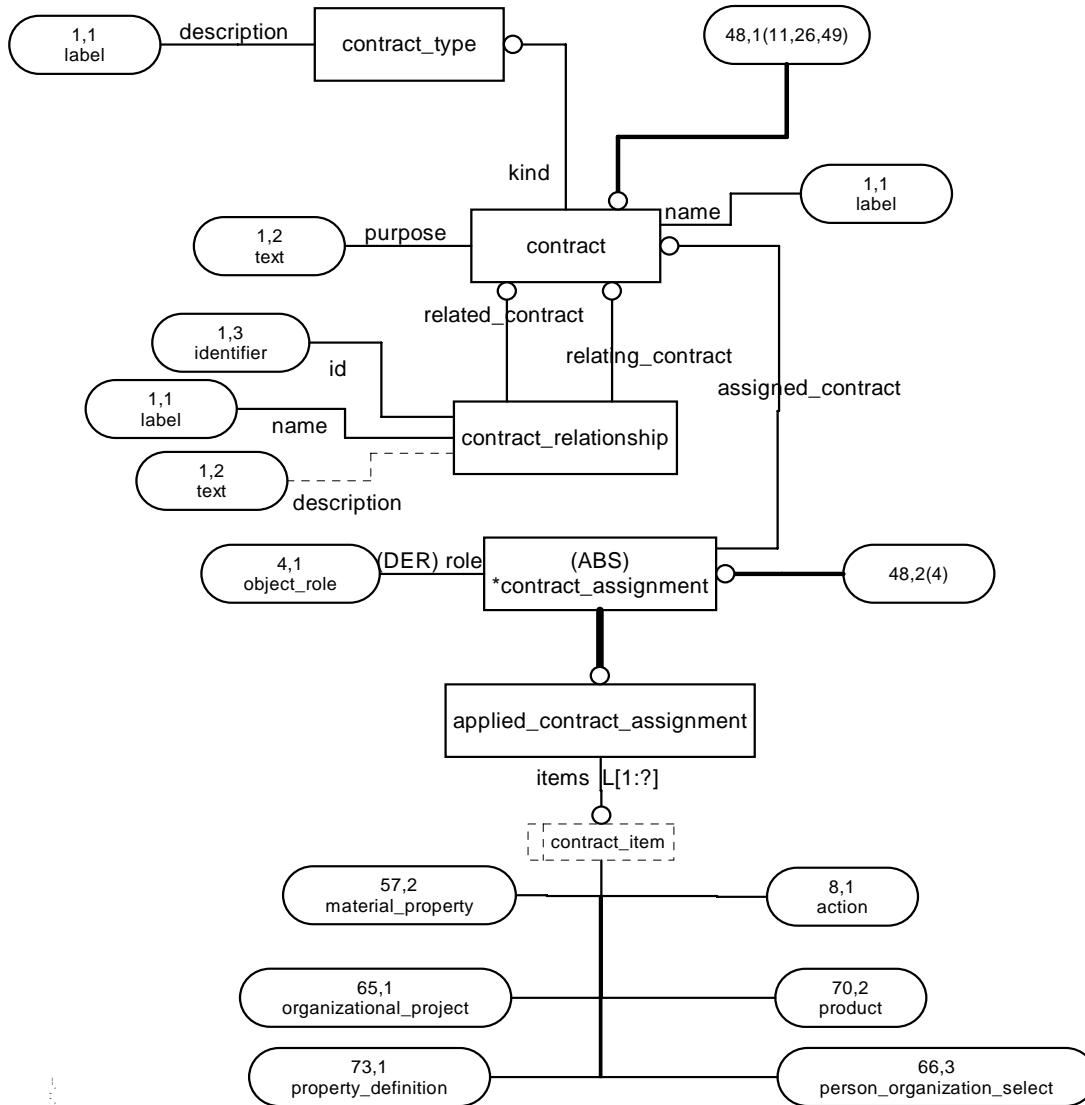 1,1
label
description
contract_type
48,1(11,26,49)
kind
1,1
label
name
1,2
text
purpose
contract
related_contract
relating_contract
assigned_contract
1,3
identifier
id
1,1
label
name
contract_relationship
1,2
text
description
4,1
object_role
(DER) role
(ABS)
*contract_assignment
48,2(4)
applied_contract_assignment
items L[1:?]
contract_item
57,2
material_property
8,1
action
65,1
organizational_project
70,2
product
73,1
property_definition
66,3
person_organization_select